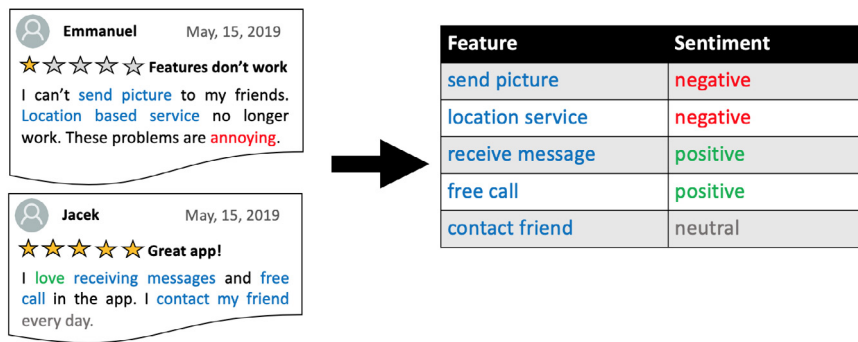 Emmanuel May, 15, 2019
Features don't work
I can't send picture to my friends.
Location based service no longer
work. These problems are annoying.
Jacek May, 15, 2019
Great app!
I love receiving messages and free
call in the app. I contact my friend
every day.
Feature Sentiment
send picture negative
location service negative
receive message positive
free call positive
contact friend neutral